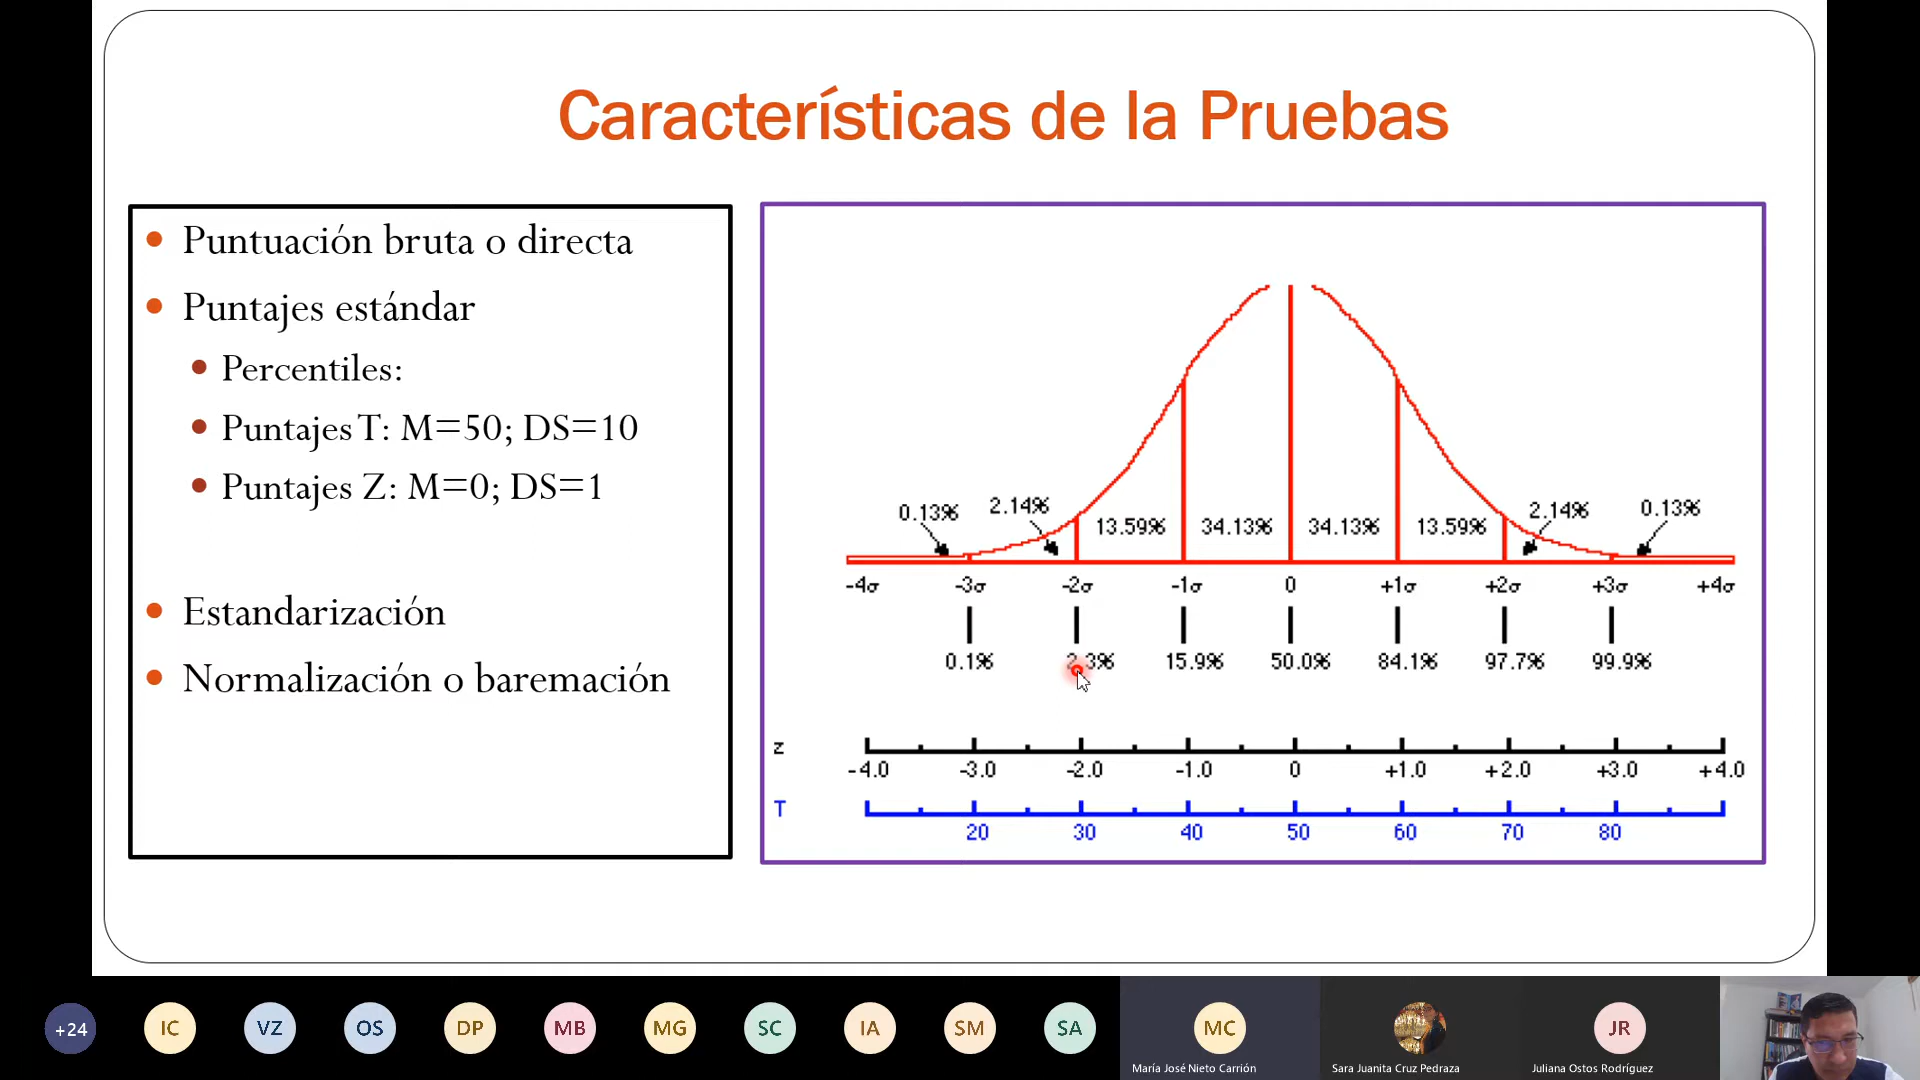 Características de la Pruebas
Puntuación bruta o directa
Puntajes estándar
Percentiles:
Puntajes T: M=50; DS=10
Puntajes Z: M=0; DS=1
Estandarización
Normalización o baremación
0.13% 2.14% 13.59% 34.13% 34.13% 13.59% 2.14% 0.13%
-4σ -3σ -2σ -1σ 0 +1σ +2σ +3σ +4σ
0.1% 2.3% 15.9% 50.0% 84.1% 97.7% 99.9%
z
-4.0 -3.0 -2.0 -1.0 0 +1.0 +2.0 +3.0 +4.0
T
20 30 40 50 60 70 80
+24 IC VZ OS DP MB MG SC IA SM SA MC JR
María José Nieto Carrión Sara Juanita Cruz Pedraza Juliana Ostos Rodríguez